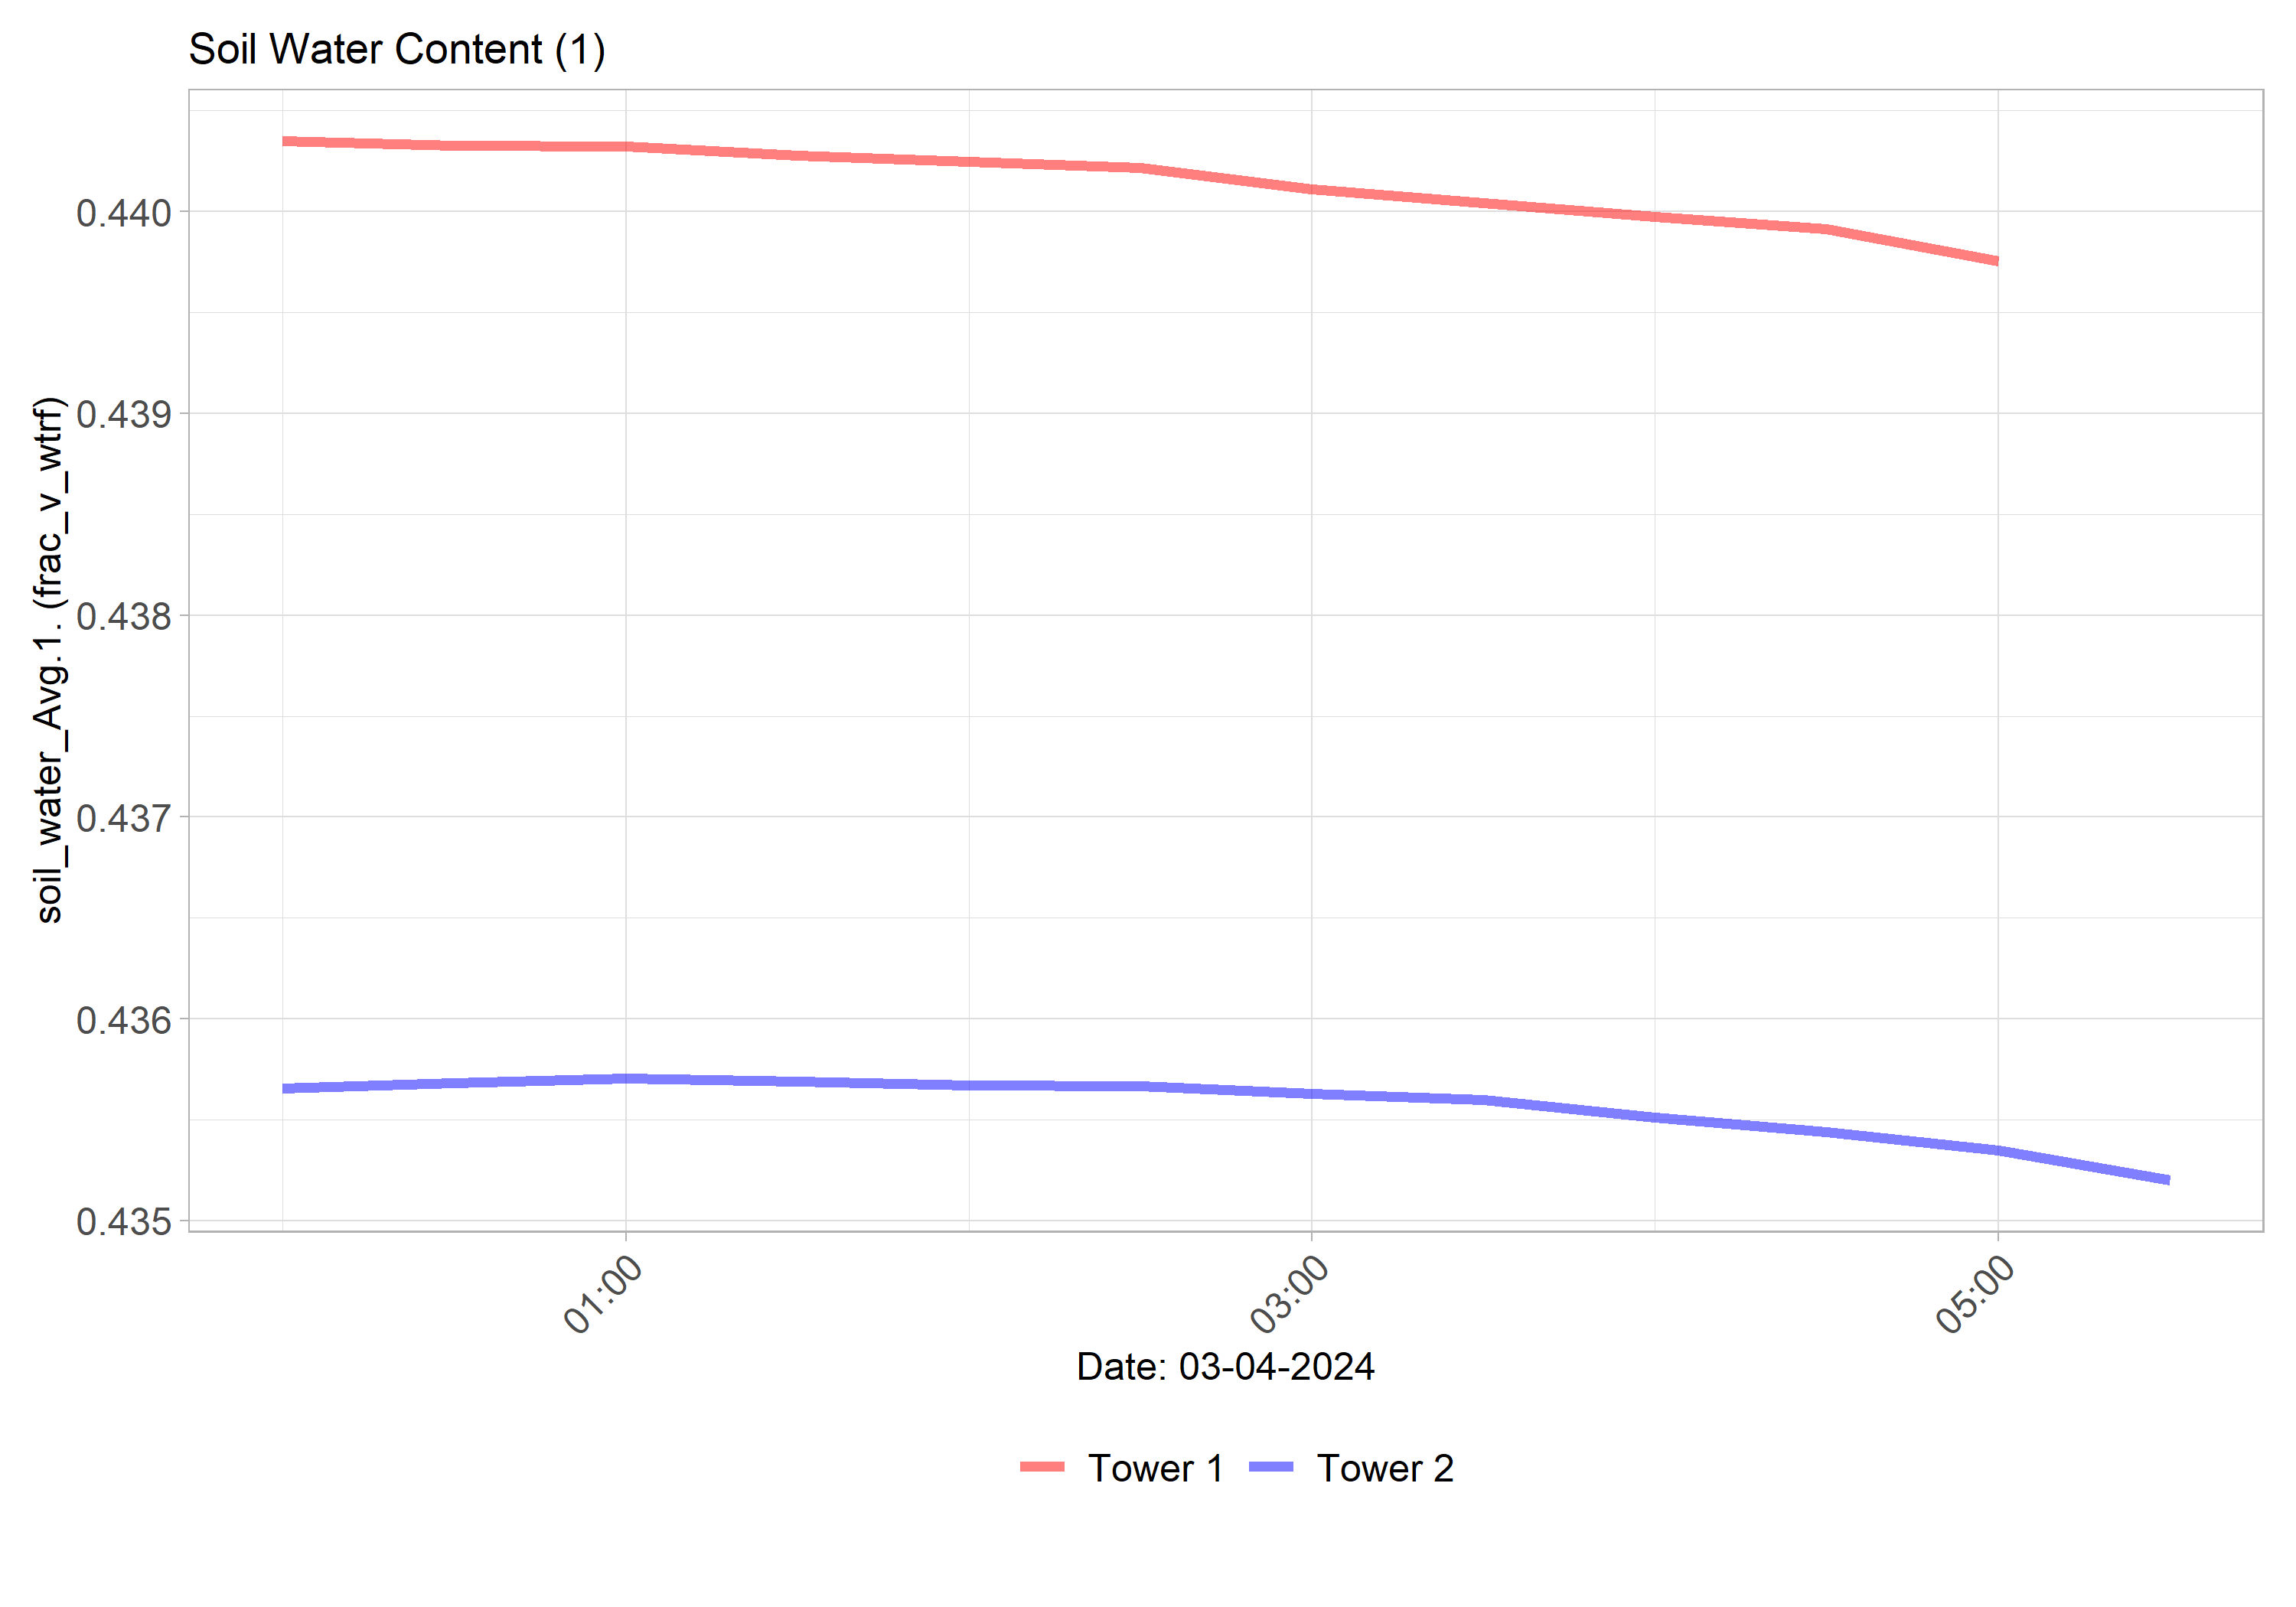 Soil Water Content (1)
soil_water_Avg.1. (frac_v_wtrf)
0.440
0.439
0.438
0.437
0.436
0.435
01:00
03:00
05:00
Date: 03-04-2024
Tower 1
Tower 2